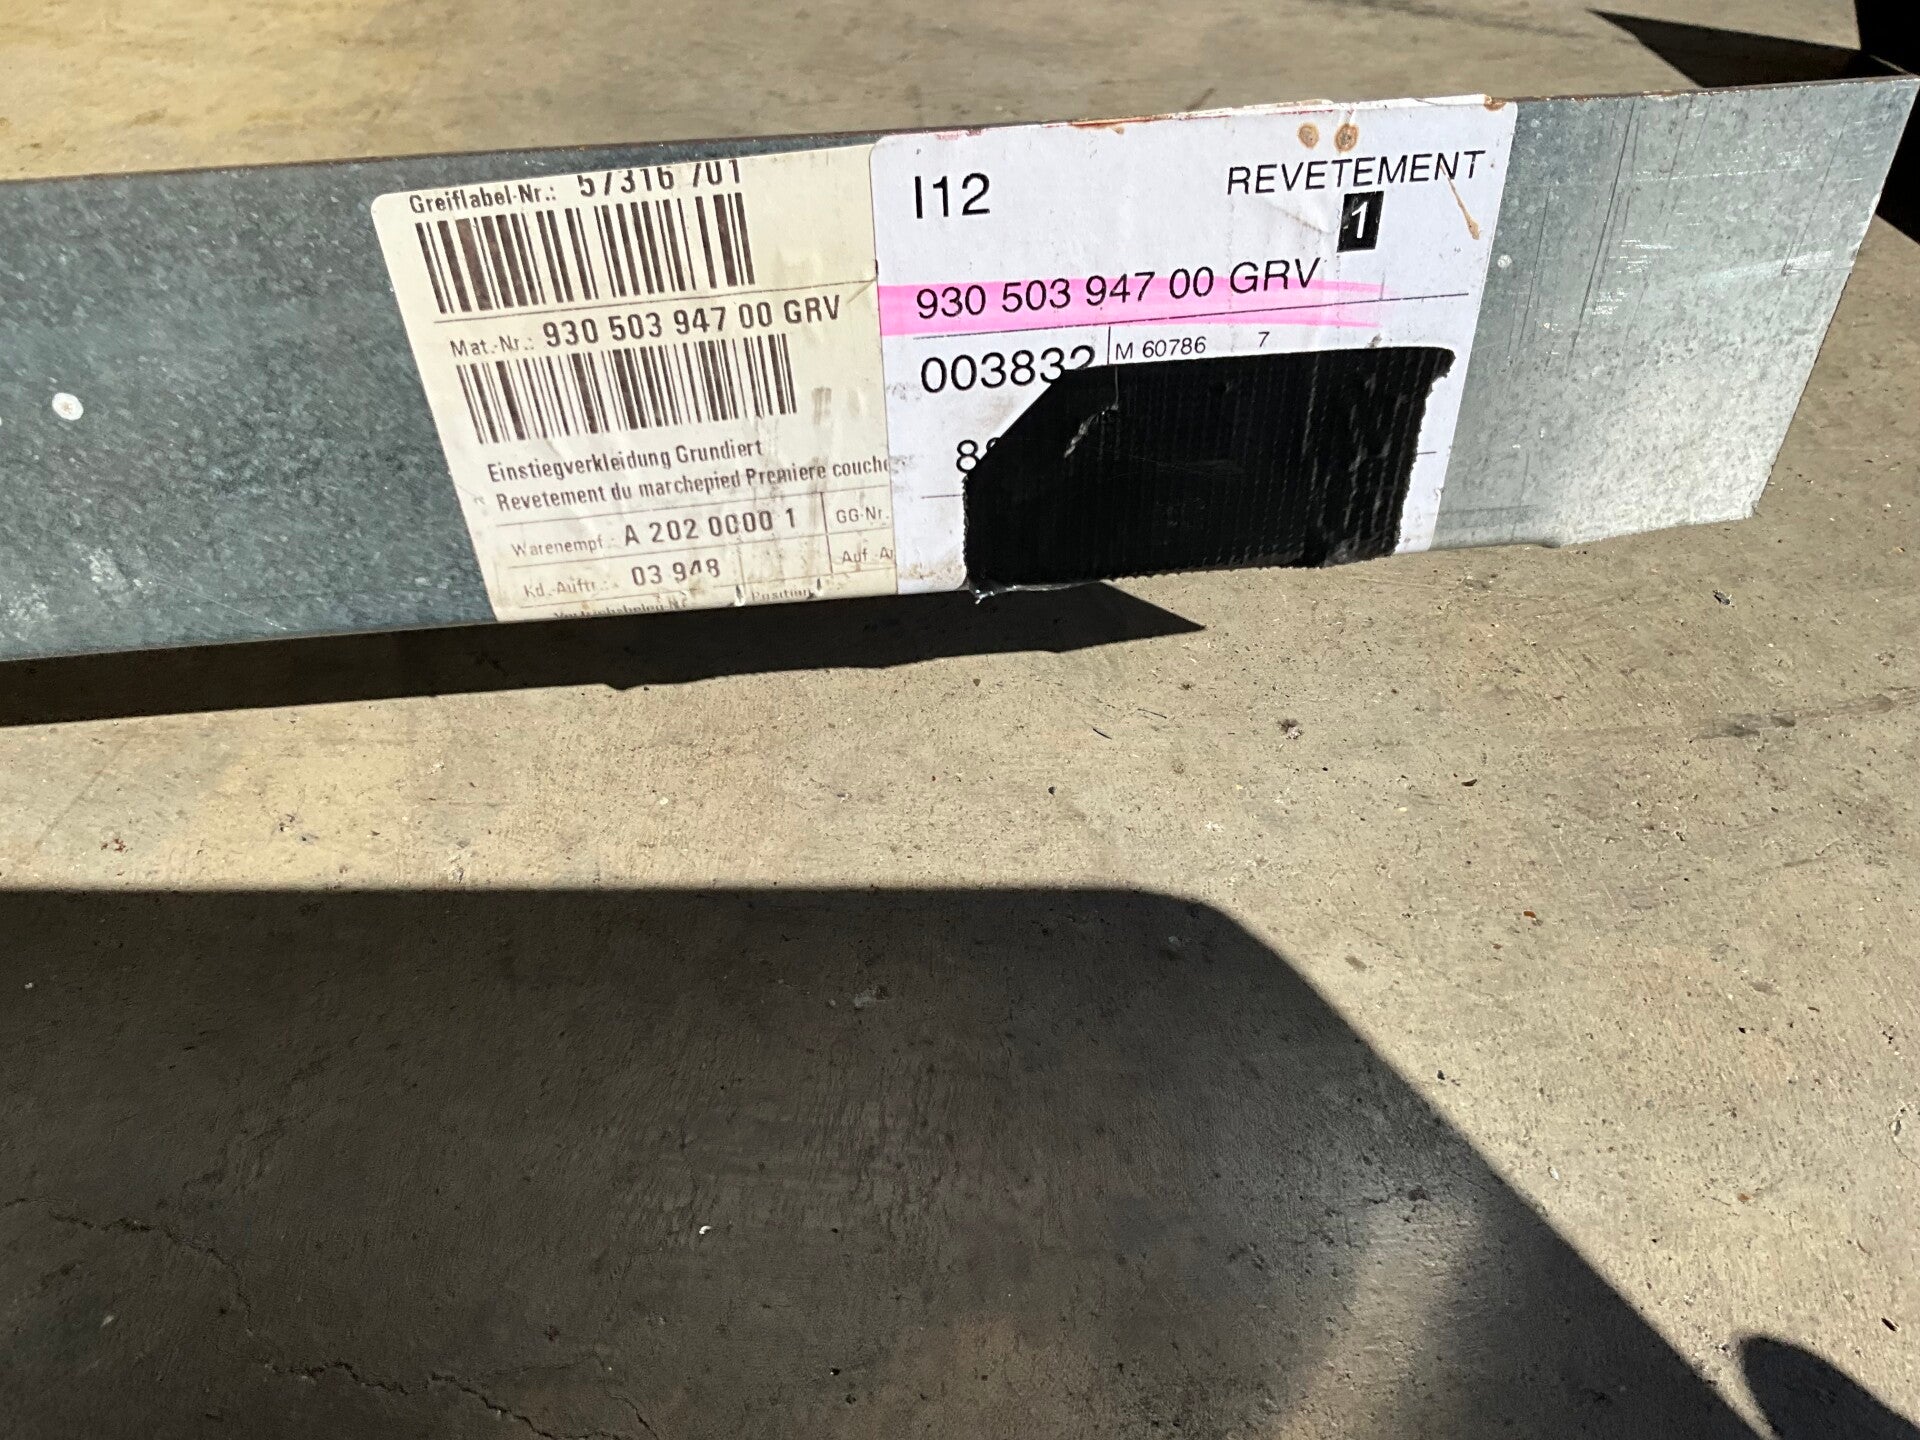 Greiflabel-Nr.: 57316 701
Mat.-Nr.: 930 503 947 00 GRV
Einstiegverkleidung Grundiert
Revetement du marchepied Premiere couche
Warenempf.: A 202 0000 1
GG-Nr.
Kd.-Auftr.: 03 948
Auf.-A
Position
I12
REVETEMENT
1
930 503 947 00 GRV
003832
M 60786 7
8